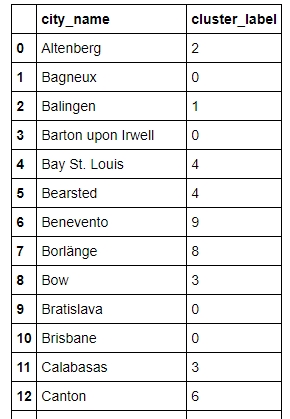 city_name cluster_label
0 Altenberg 2
1 Bagneux 0
2 Balingen 1
3 Barton upon Irwell 0
4 Bay St. Louis 4
5 Bearsted 4
6 Benevento 9
7 Borlänge 8
8 Bow 3
9 Bratislava 0
10 Brisbane 0
11 Calabasas 3
12 Canton 6